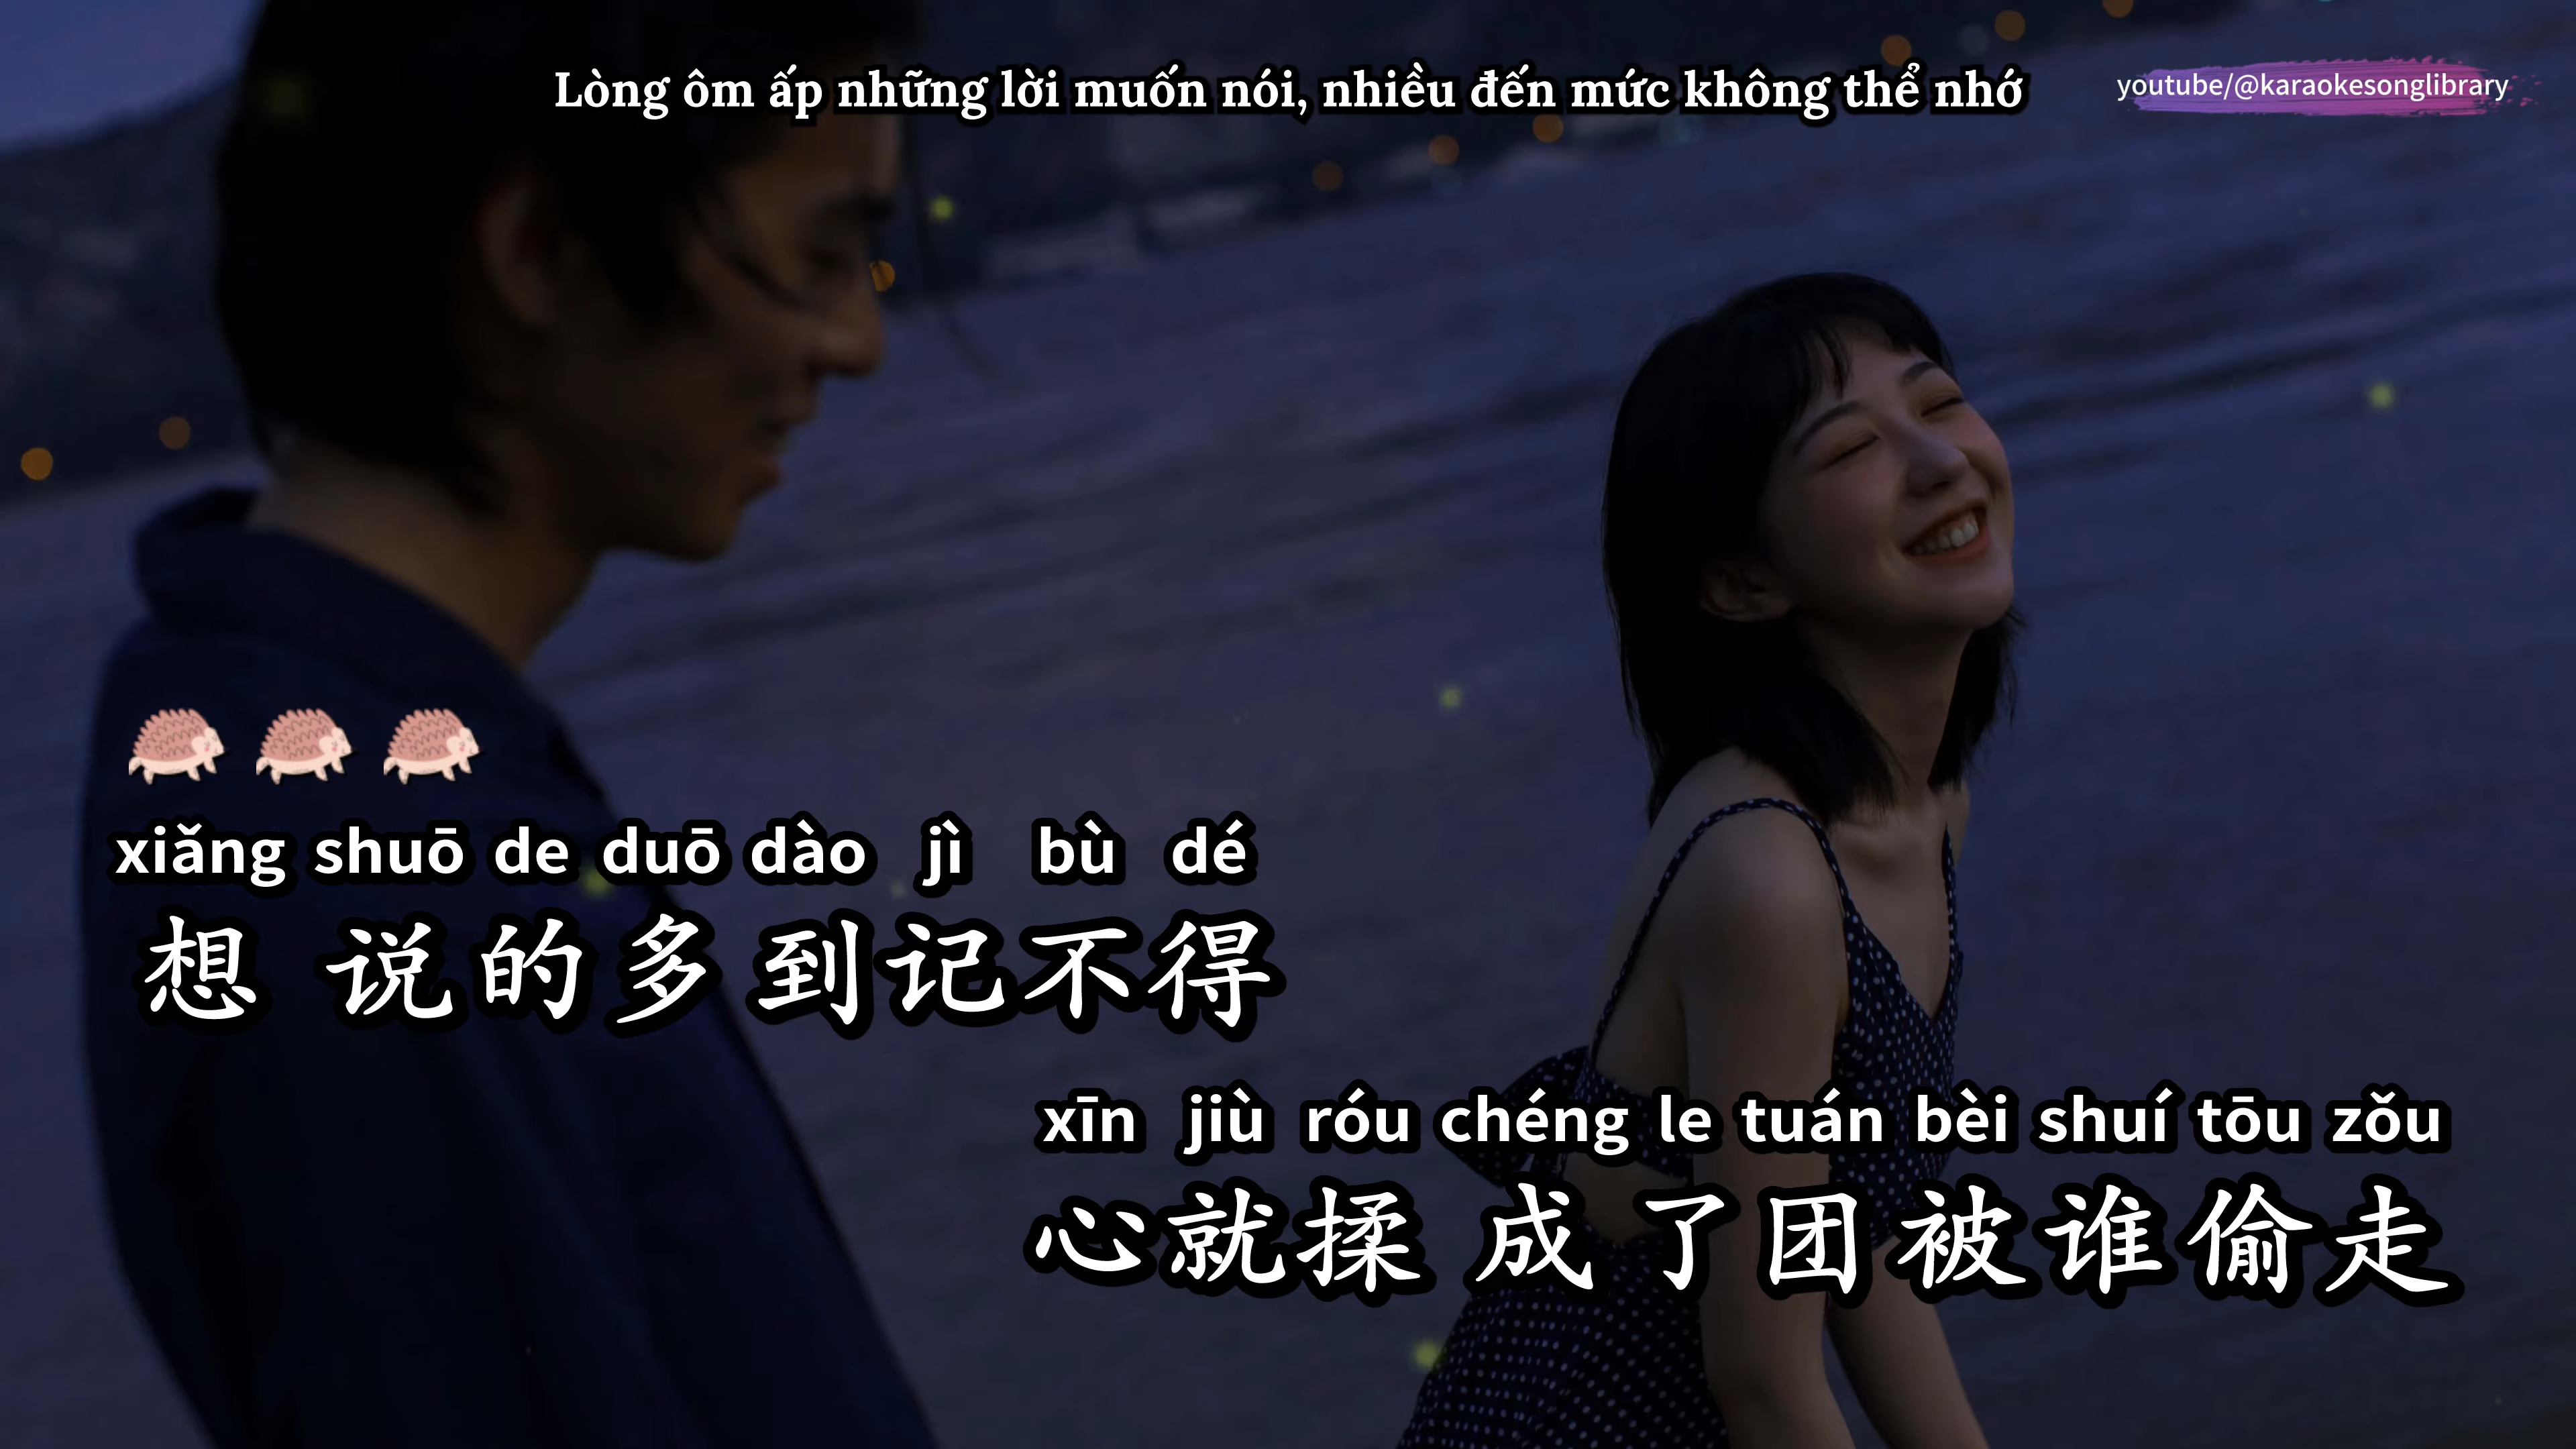 Lòng ôm ấp những lời muốn nói, nhiều đến mức không thể nhớ
youtube/@karaokesonglibrary
xiǎng shuō de duō dào jì bù dé
想说的多到记不得
xīn jiù róu chéng le tuán bèi shuí tōu zǒu
心就揉成了团被谁偷走